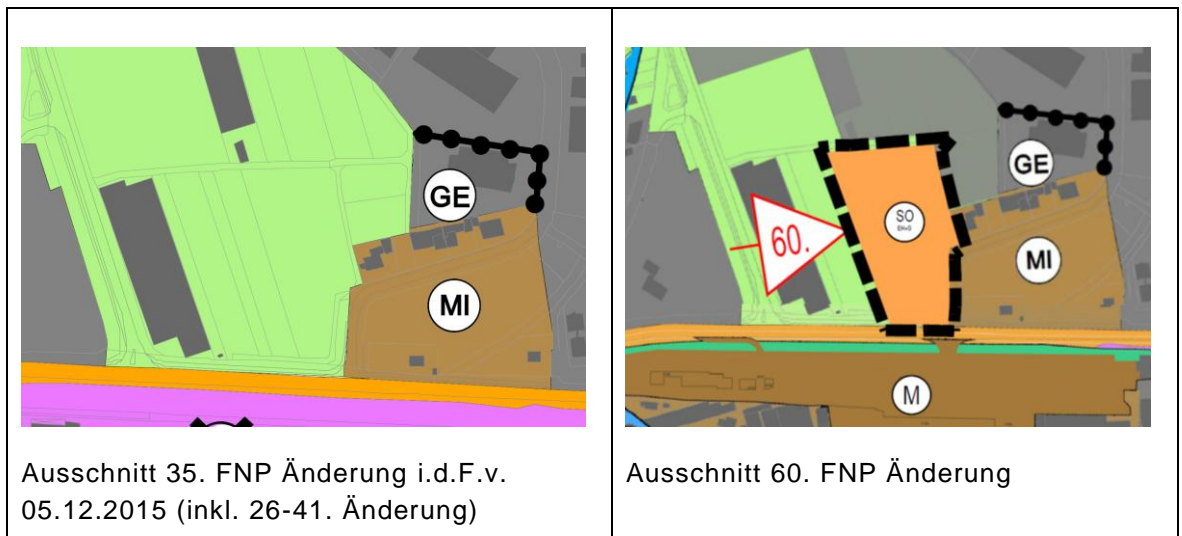 GE
MI
Ausschnitt 35. FNP Änderung i.d.F.v.
05.12.2015 (inkl. 26-41. Änderung)
GE
SO
EH+G
60.
MI
M
Ausschnitt 60. FNP Änderung